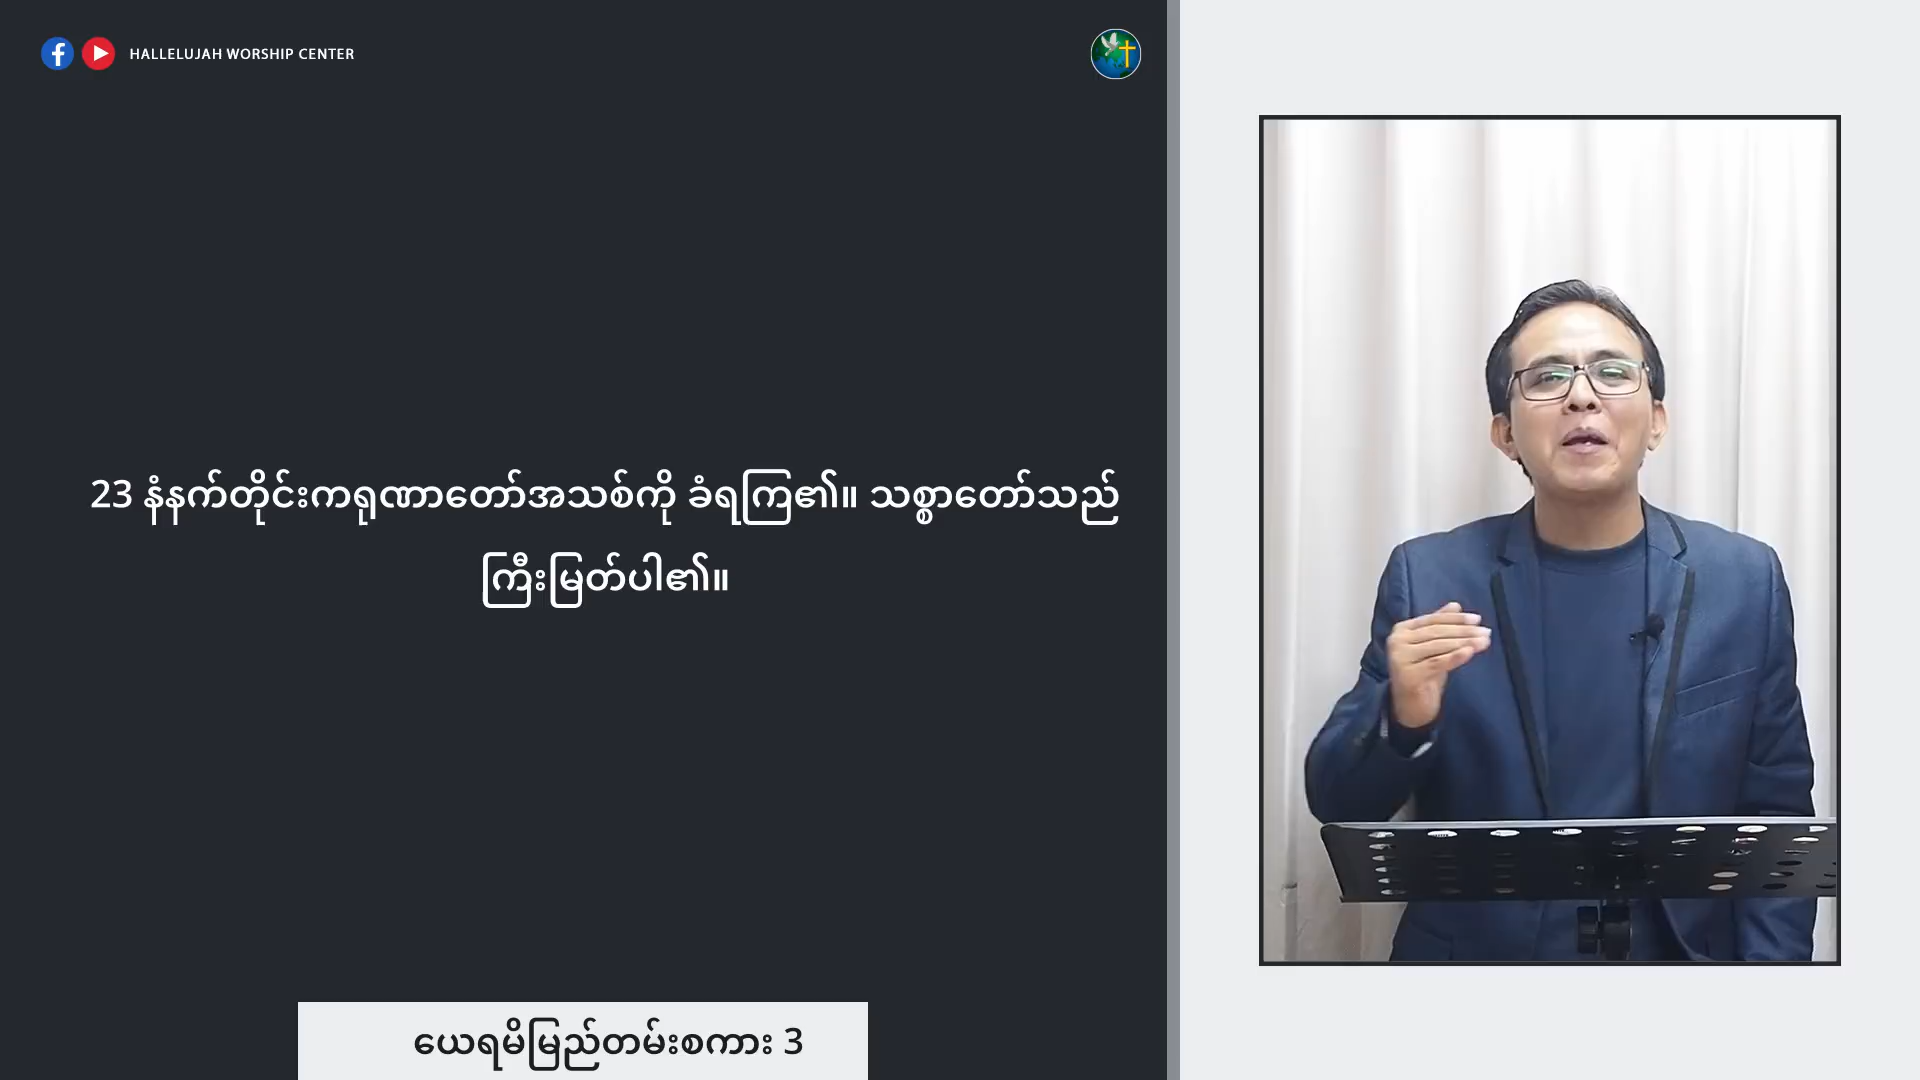 HALLELUJAH WORSHIP CENTER
23 နံနက်တိုင်းကရုဏာတော်အသစ်ကို ခံရကြ၏။ သစ္စာတော်သည်
ကြီးမြတ်ပါ၏။
ယေရမိမြည်တမ်းစကား 3